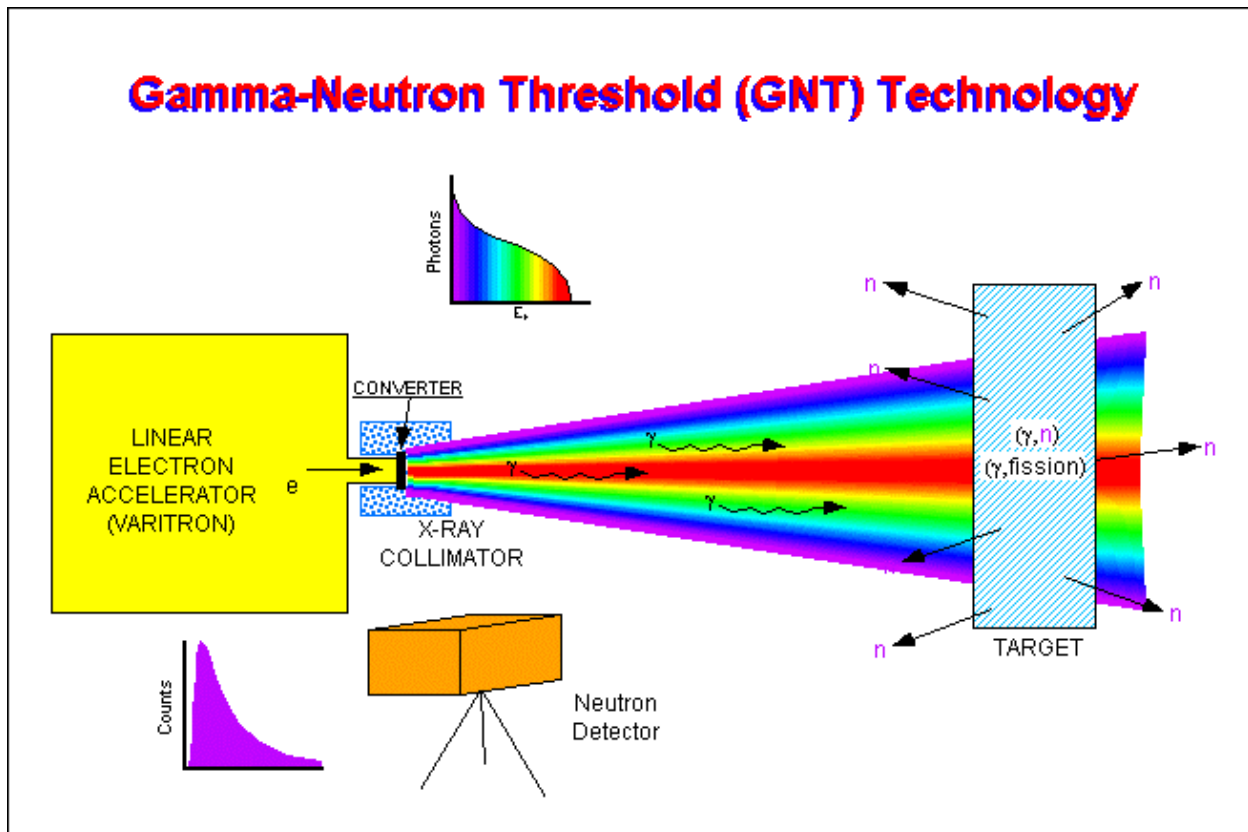 Gamma-Neutron Threshold (GNT) Technology
Photons
Eγ
CONVERTER
LINEAR
ELECTRON
ACCELERATOR
(VARITRON)
e
X-RAY
COLLIMATOR
γ
γ
γ
n
n
n
(γ,n)
(γ,fission)
n
n
n
TARGET
Counts
Neutron
Detector